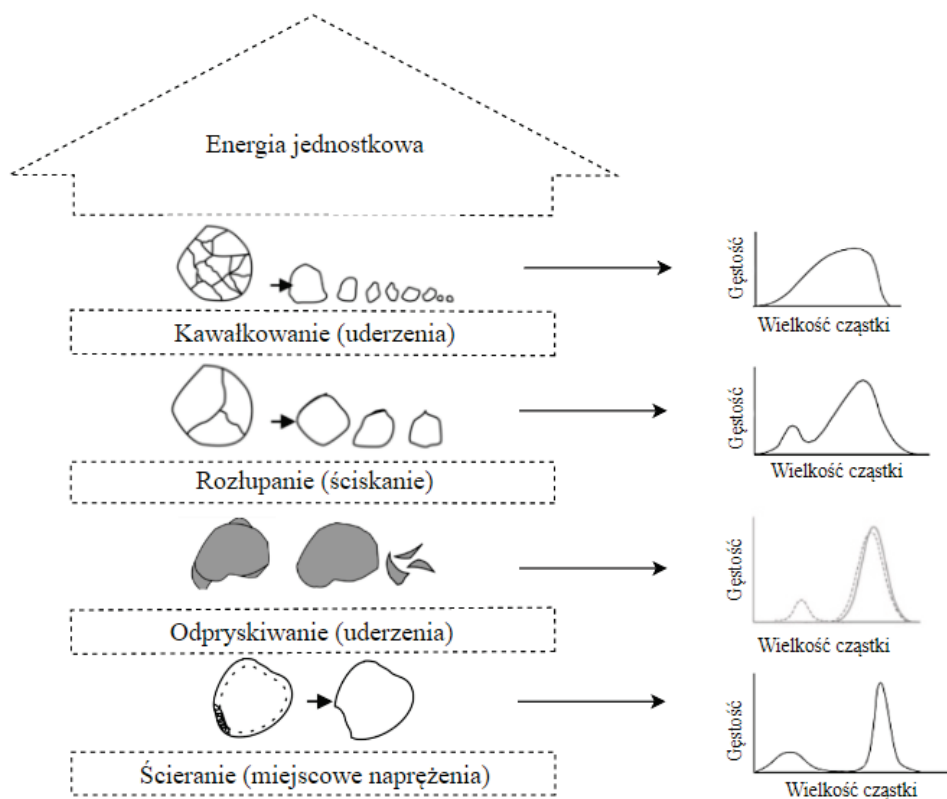 Energia jednostkowa
Gęstość
Wielkość cząstki
Kawałkowanie (uderzenia)
Gęstość
Wielkość cząstki
Rozłupanie (ściskanie)
Gęstość
Wielkość cząstki
Odpryskiwanie (uderzenia)
Gęstość
Wielkość cząstki
Ścieranie (miejscowe naprężenia)